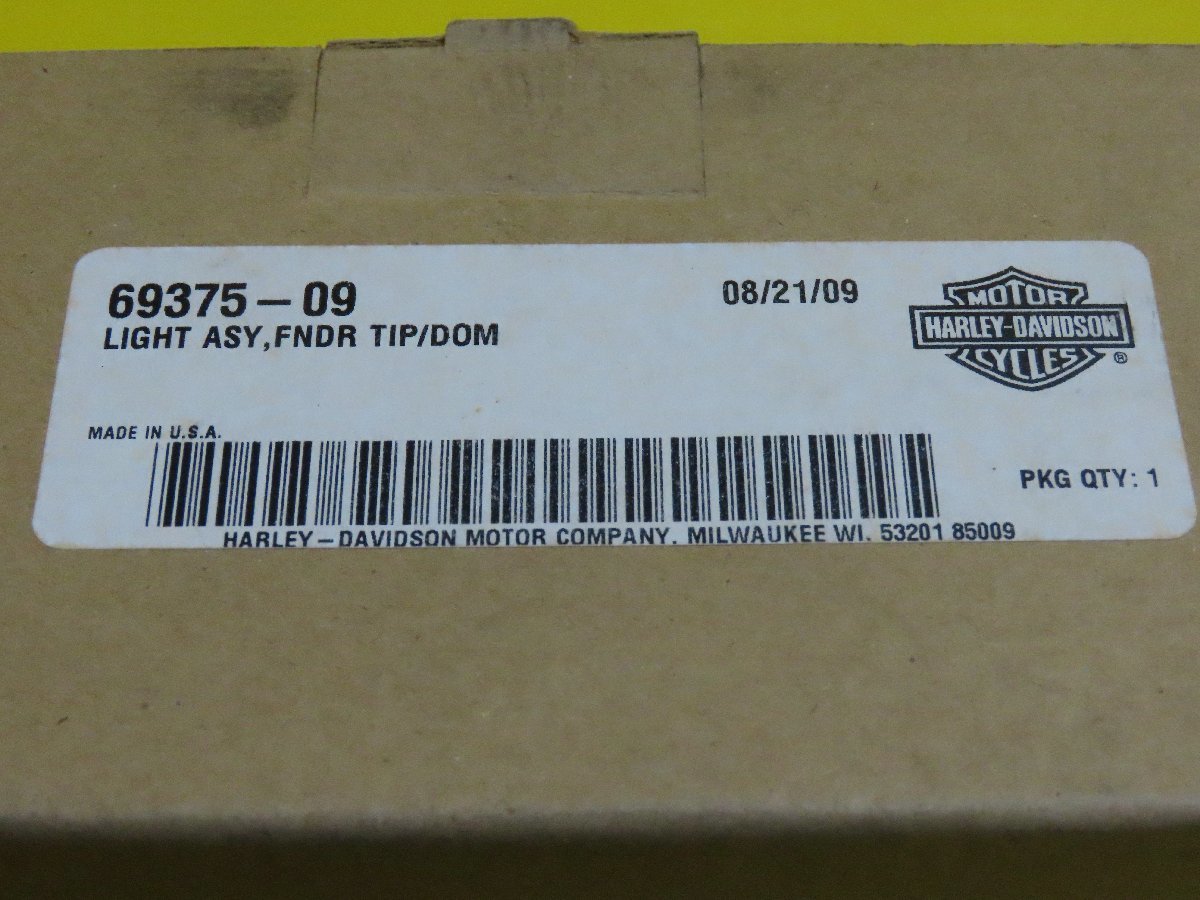 69375-09
08/21/09
LIGHT ASY,FNDR TIP/DOM
MOTOR
HARLEY-DAVIDSON
CYCLES
®
MADE IN U.S.A.
PKG QTY: 1
HARLEY-DAVIDSON MOTOR COMPANY. MILWAUKEE WI. 53201 85009